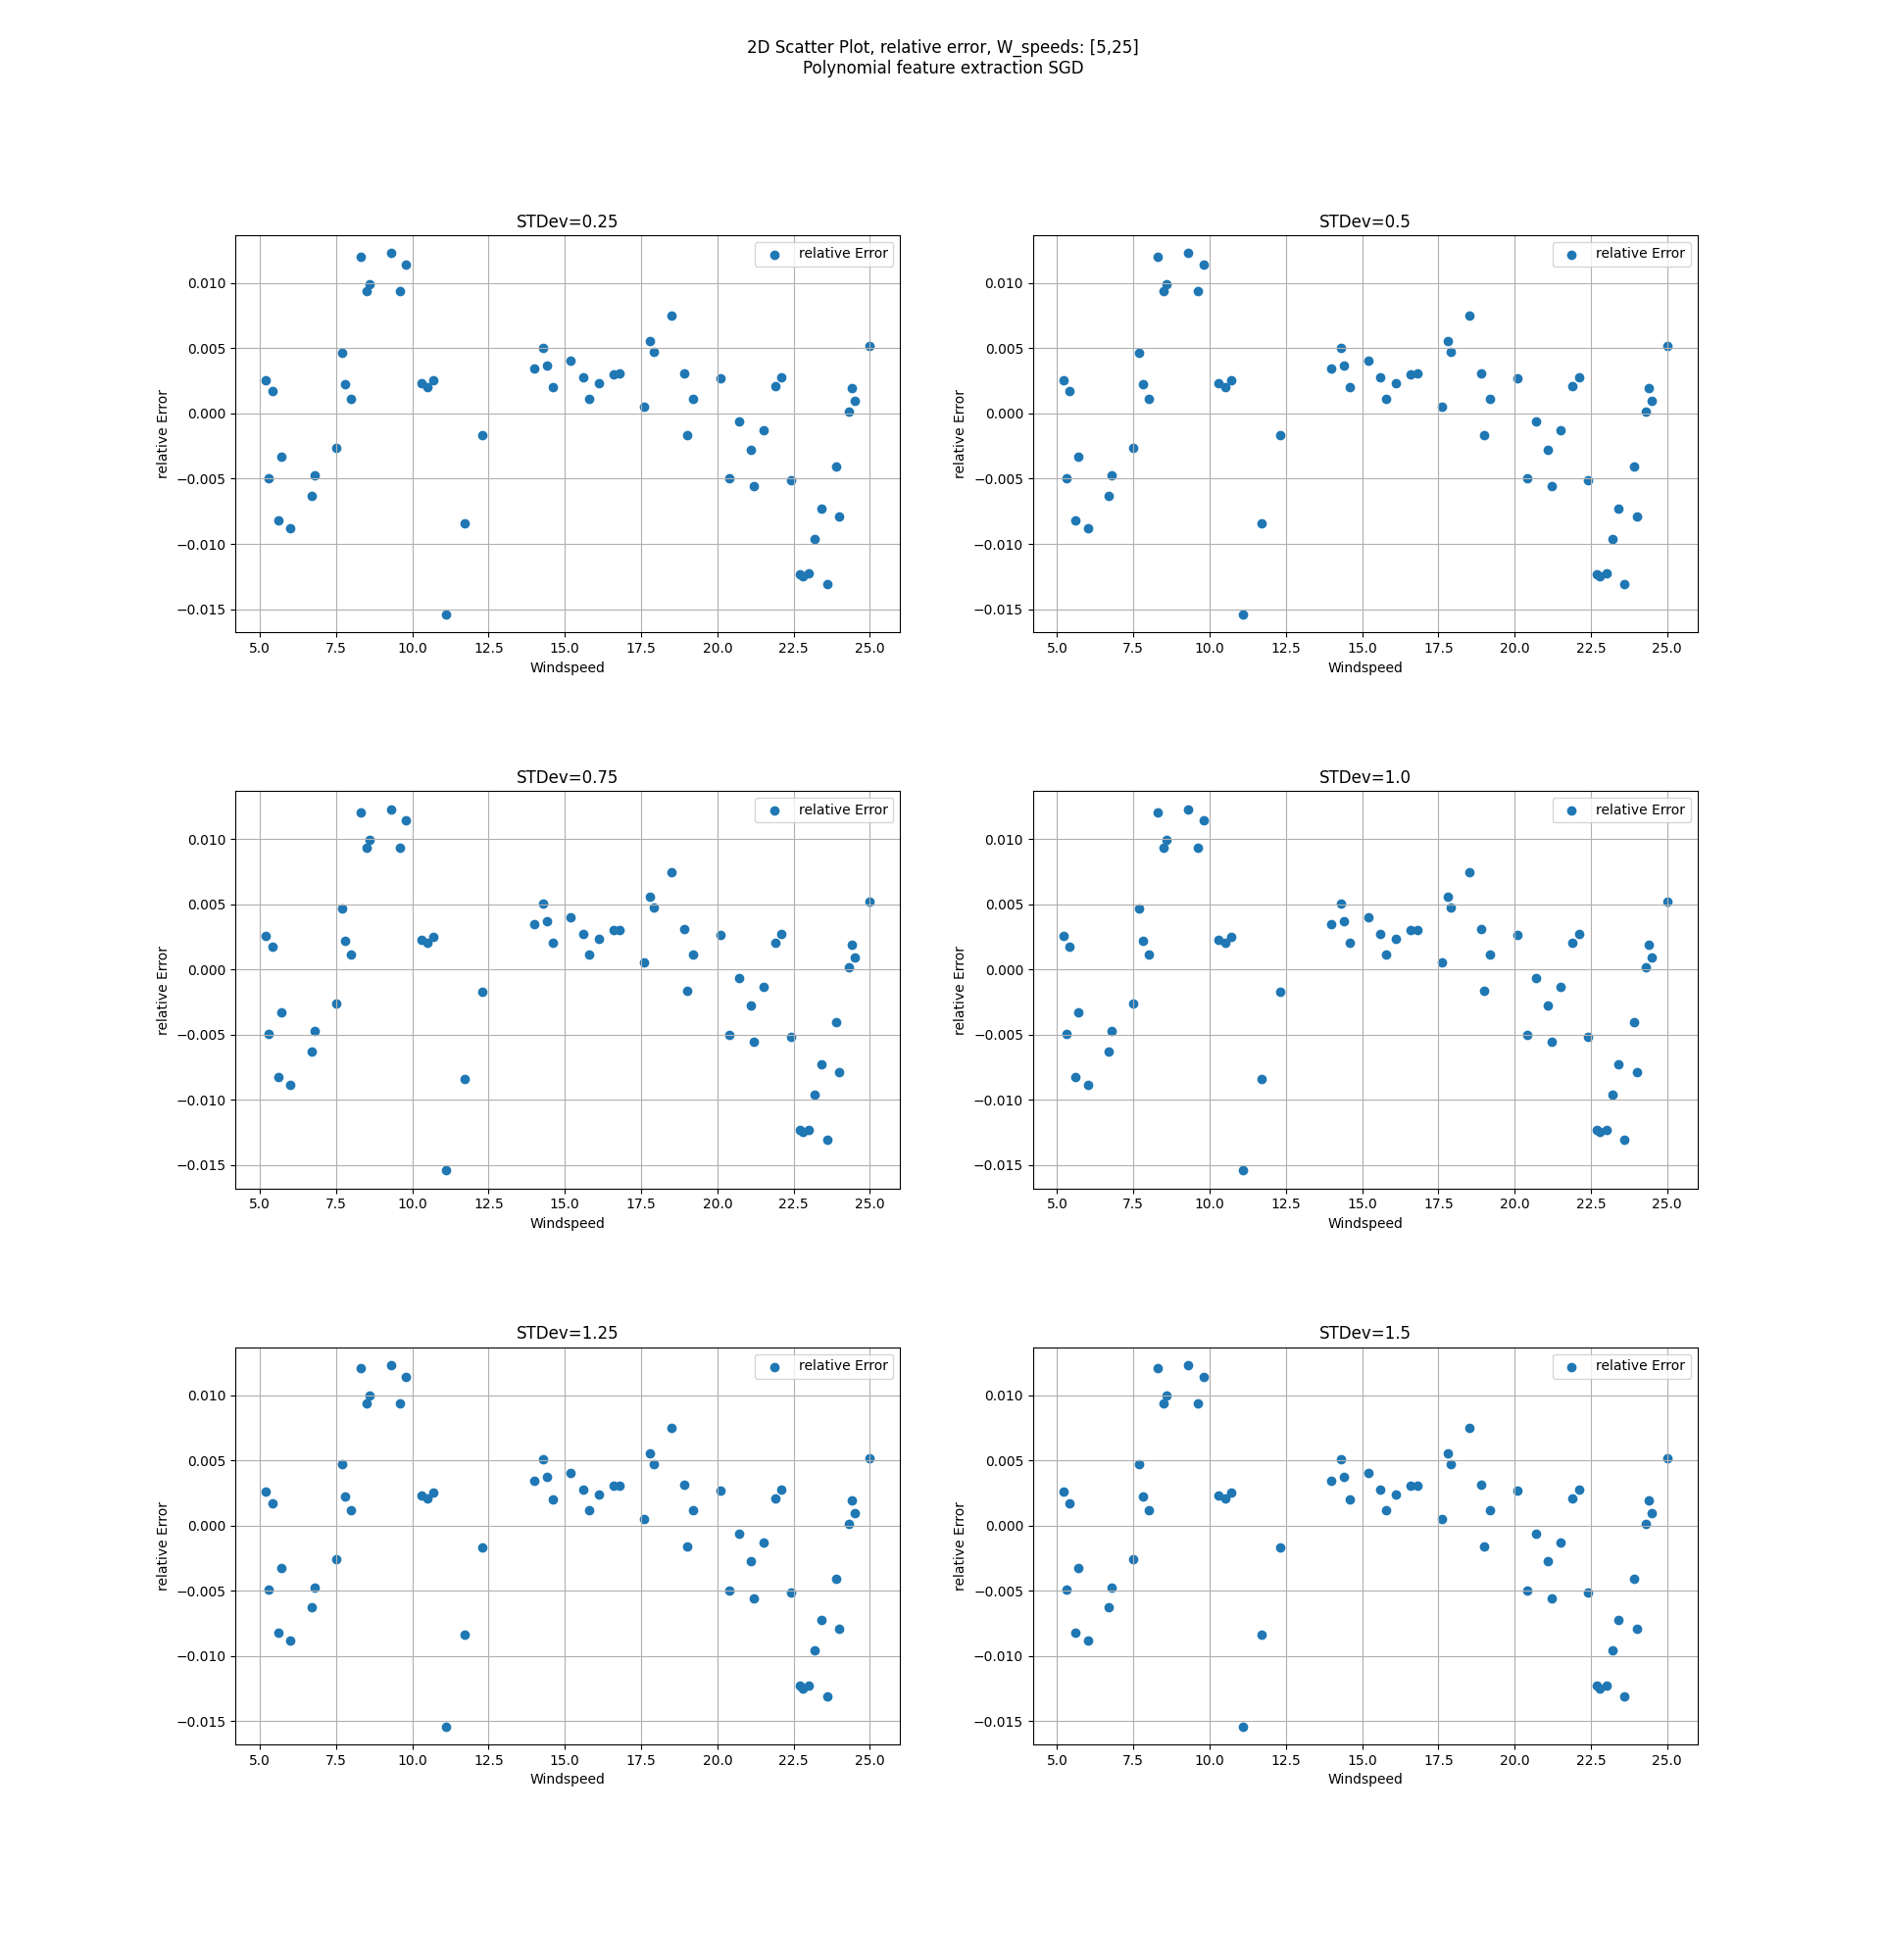 2D Scatter Plot, relative error, W_speeds: [5,25]
Polynomial feature extraction SGD
STDev=0.25
relative Error
0.010
0.005
0.000
−0.005
−0.010
−0.015
relative Error
5.0 7.5 10.0 12.5 15.0 17.5 20.0 22.5 25.0
Windspeed
STDev=0.5
relative Error
0.010
0.005
0.000
−0.005
−0.010
−0.015
relative Error
5.0 7.5 10.0 12.5 15.0 17.5 20.0 22.5 25.0
Windspeed
STDev=0.75
relative Error
0.010
0.005
0.000
−0.005
−0.010
−0.015
relative Error
5.0 7.5 10.0 12.5 15.0 17.5 20.0 22.5 25.0
Windspeed
STDev=1.0
relative Error
0.010
0.005
0.000
−0.005
−0.010
−0.015
relative Error
5.0 7.5 10.0 12.5 15.0 17.5 20.0 22.5 25.0
Windspeed
STDev=1.25
relative Error
0.010
0.005
0.000
−0.005
−0.010
−0.015
relative Error
5.0 7.5 10.0 12.5 15.0 17.5 20.0 22.5 25.0
Windspeed
STDev=1.5
relative Error
0.010
0.005
0.000
−0.005
−0.010
−0.015
relative Error
5.0 7.5 10.0 12.5 15.0 17.5 20.0 22.5 25.0
Windspeed